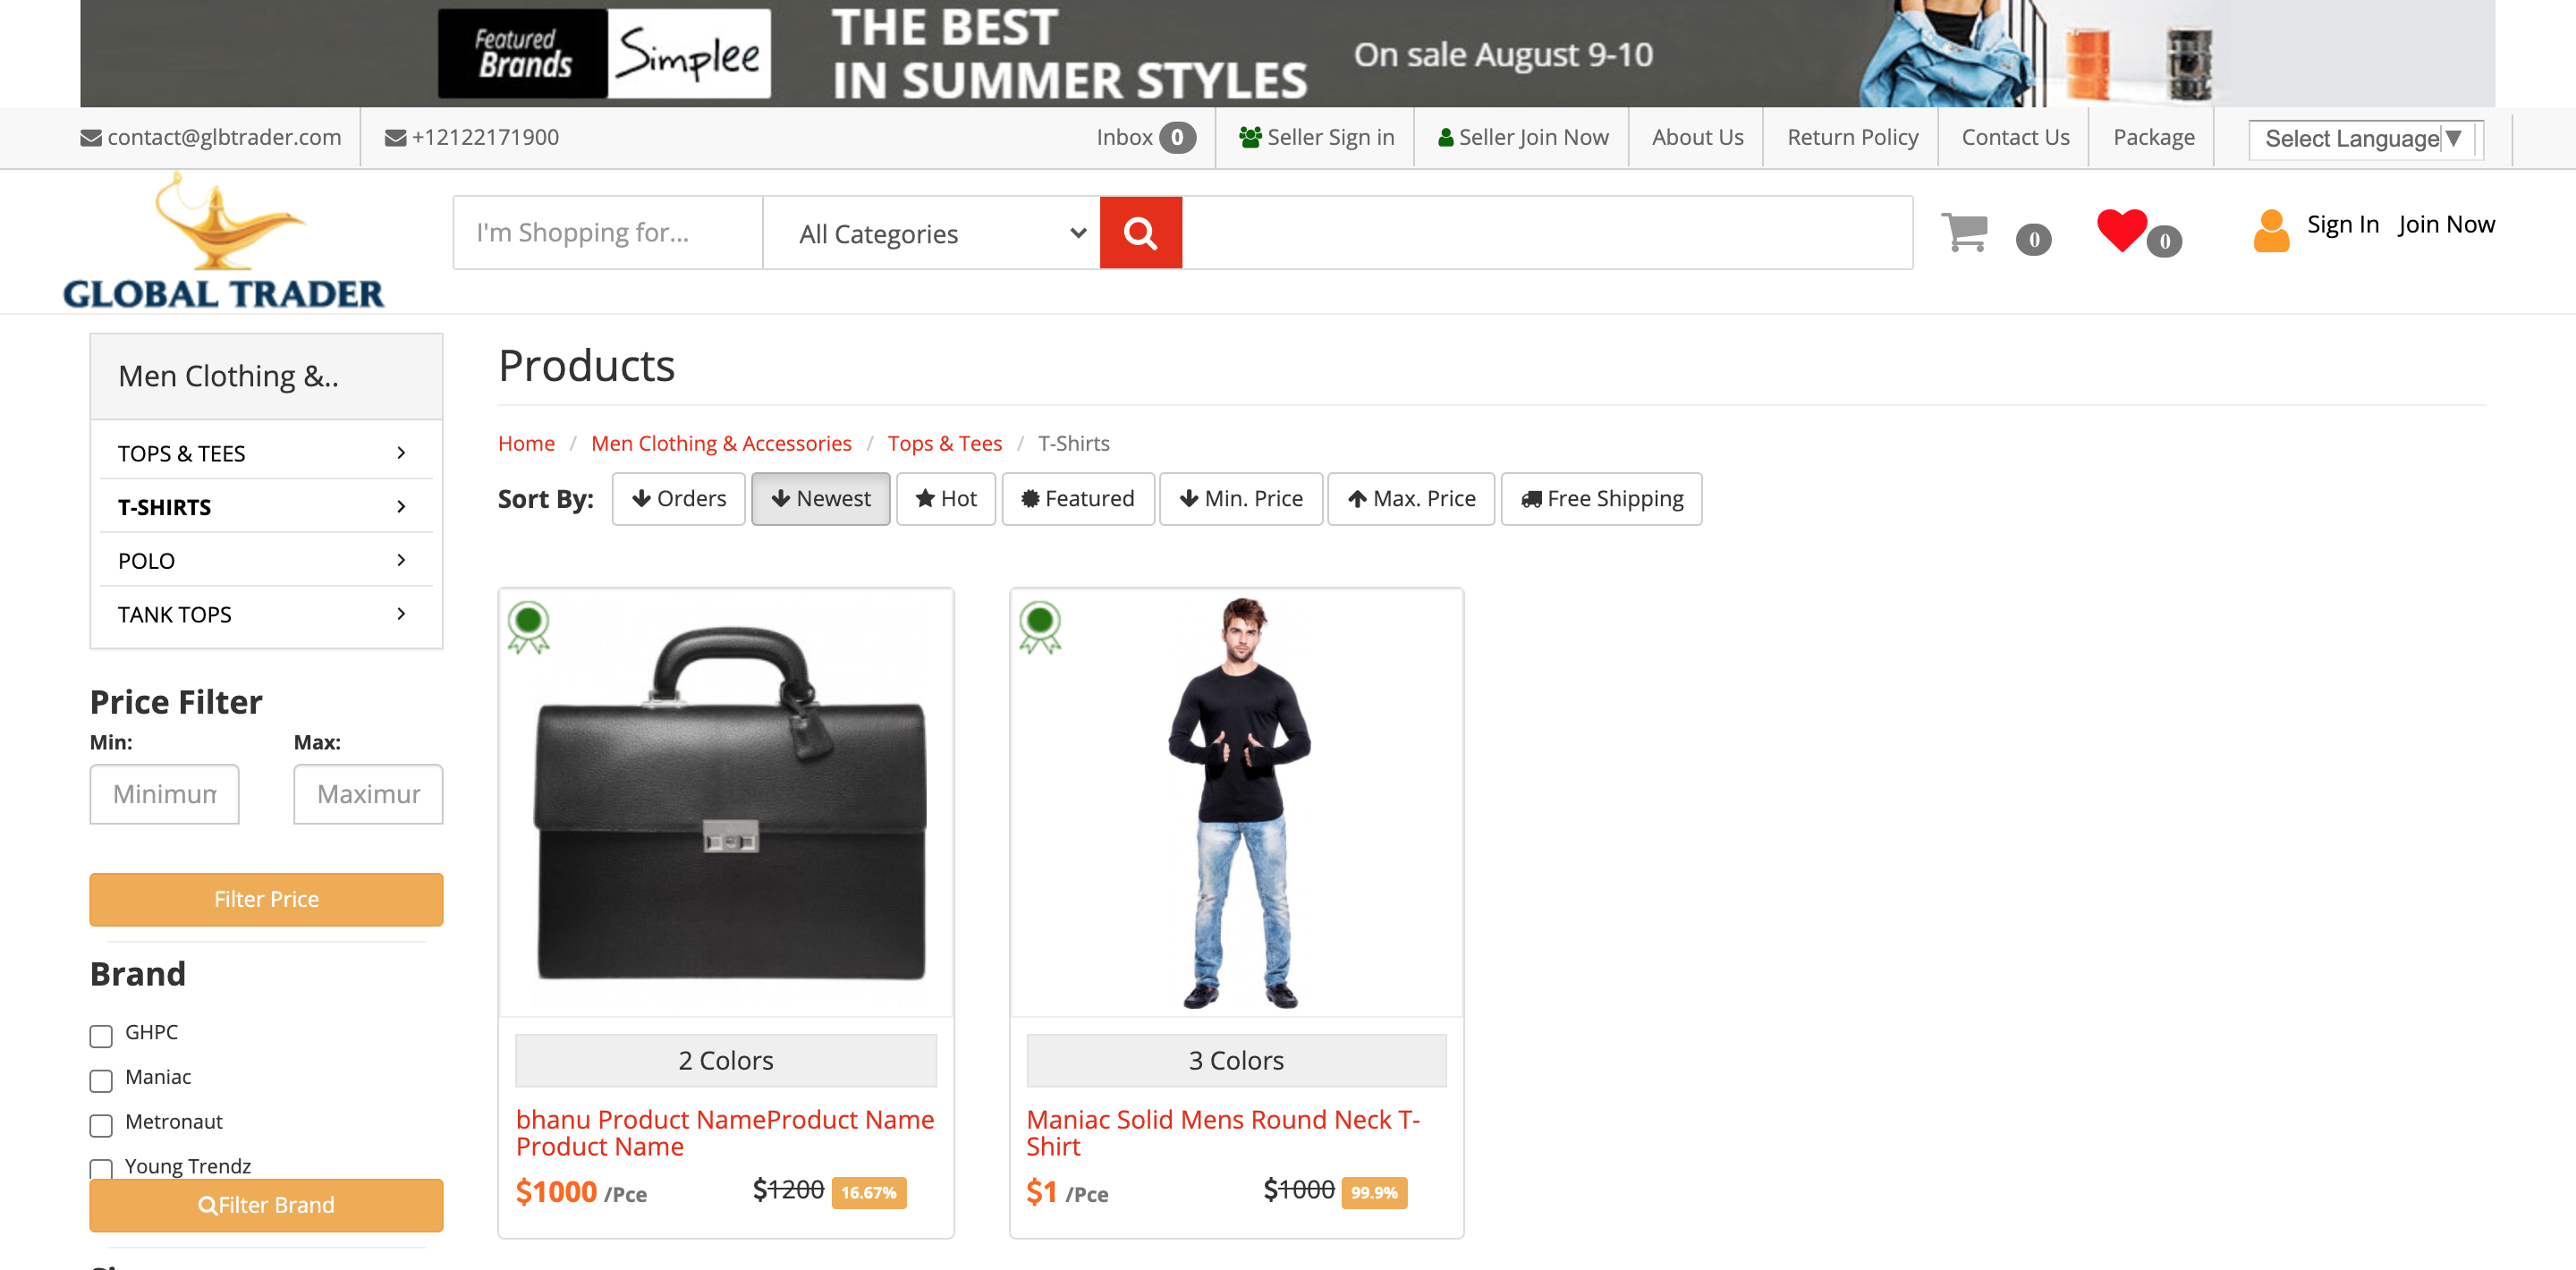 Featured
Brands
Simplee
THE BEST
IN SUMMER STYLES
On sale August 9-10
contact@glbtrader.com
+12122171900
Inbox 0
Seller Sign in
Seller Join Now
About Us
Return Policy
Contact Us
Package
Select Language▼
GLOBAL TRADER
I'm Shopping for...
All Categories
0
0
Sign In
Join Now
Men Clothing &..
TOPS & TEES
T-SHIRTS
POLO
TANK TOPS
Price Filter
Min:
Max:
Minimum
Maximur
Filter Price
Brand
GHPC
Maniac
Metronaut
Young Trendz
Filter Brand
Products
Home / Men Clothing & Accessories / Tops & Tees / T-Shirts
Sort By:
Orders
Newest
Hot
Featured
Min. Price
Max. Price
Free Shipping
2 Colors
bhanu Product NameProduct Name
Product Name
$1000 /Pce
$1200
16.67%
3 Colors
Maniac Solid Mens Round Neck T-
Shirt
$1 /Pce
$1000
99.9%